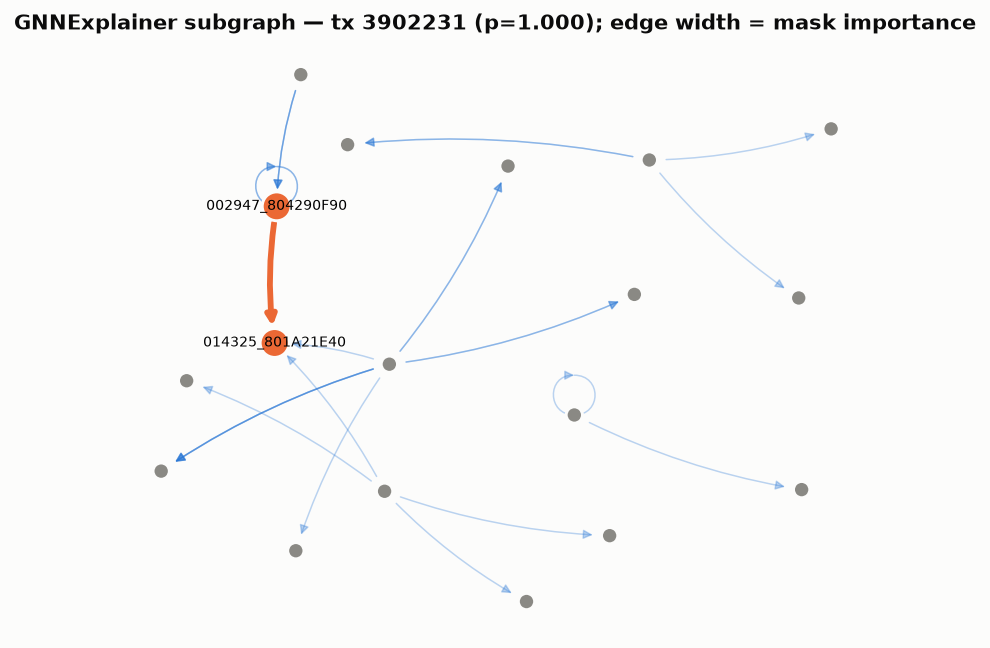 GNNExplainer subgraph — tx 3902231 (p=1.000); edge width = mask importance
002947_804290F90
014325_801A21E40